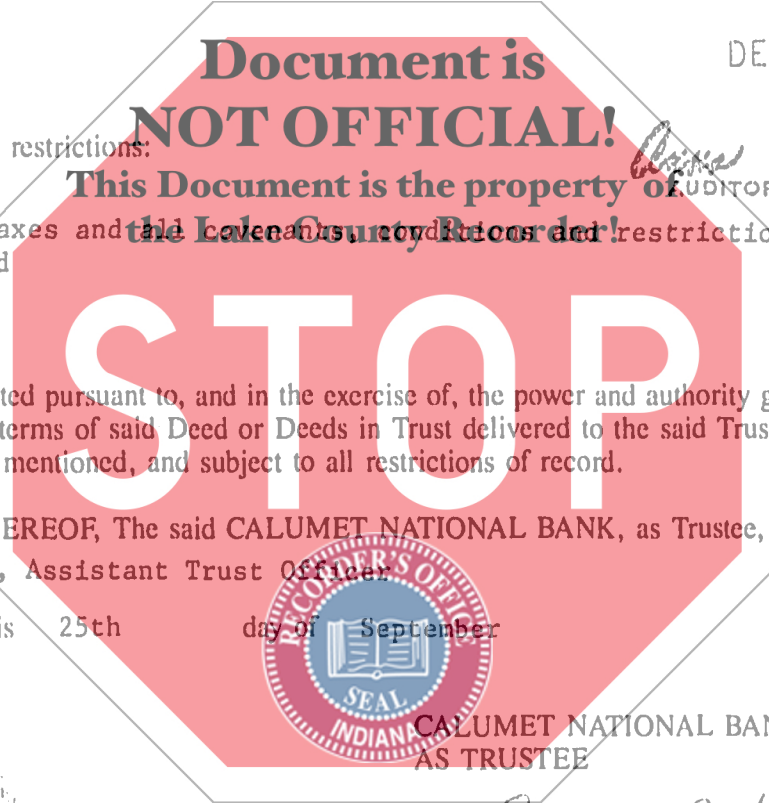 Document is
DE
NOT OFFICIAL!
restrictions:
This Document is the property of
UDITOR
the Lake County Recorder!
axes and all covenants, conditions and restrictio
d
STOP
ted pursuant to, and in the exercise of, the power and authority g
terms of said Deed or Deeds in Trust delivered to the said Trus
mentioned, and subject to all restrictions of record.
EREOF, The said CALUMET NATIONAL BANK, as Trustee,
, Assistant Trust Officer
is 25th day of September
RECORDER'S OFFICE
SEAL
INDIANA
CALUMET NATIONAL BAN
AS TRUSTEE